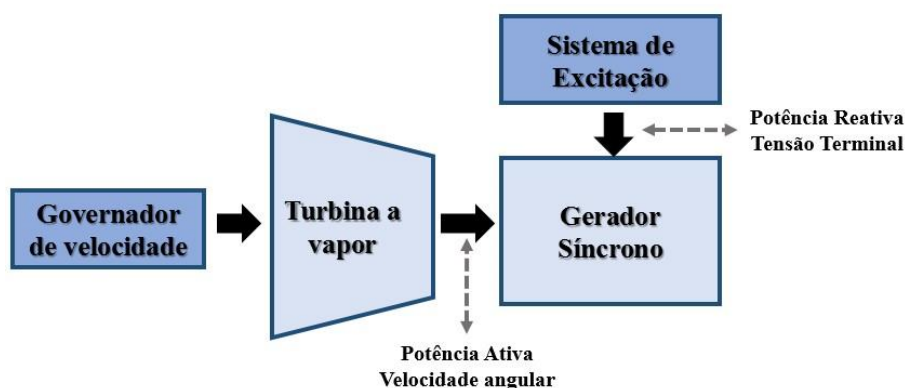 Sistema de
Excitação
Potência Reativa
Tensão Terminal
Governador
de velocidade
Turbina a
vapor
Gerador
Síncrono
Potência Ativa
Velocidade angular